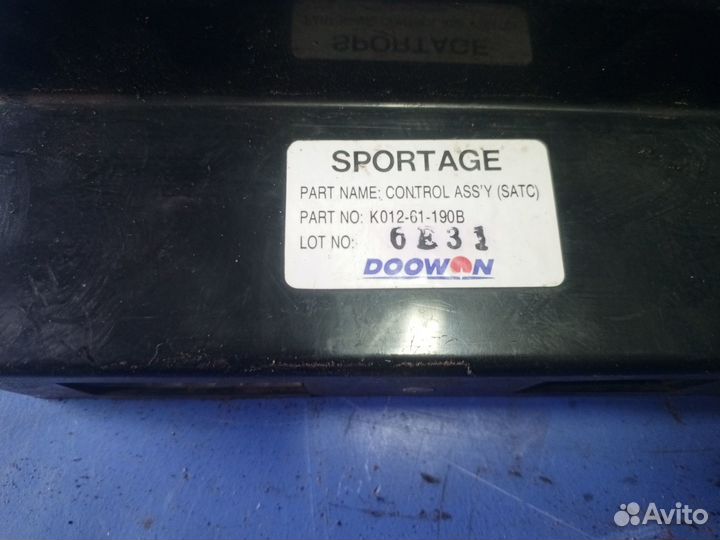 SPORTAGE
SPORTAGE
PART NAME: CONTROL ASS'Y (SATC)
PART NO: K012-61-190B
LOT NO: 6E31
DOOWON
Avito